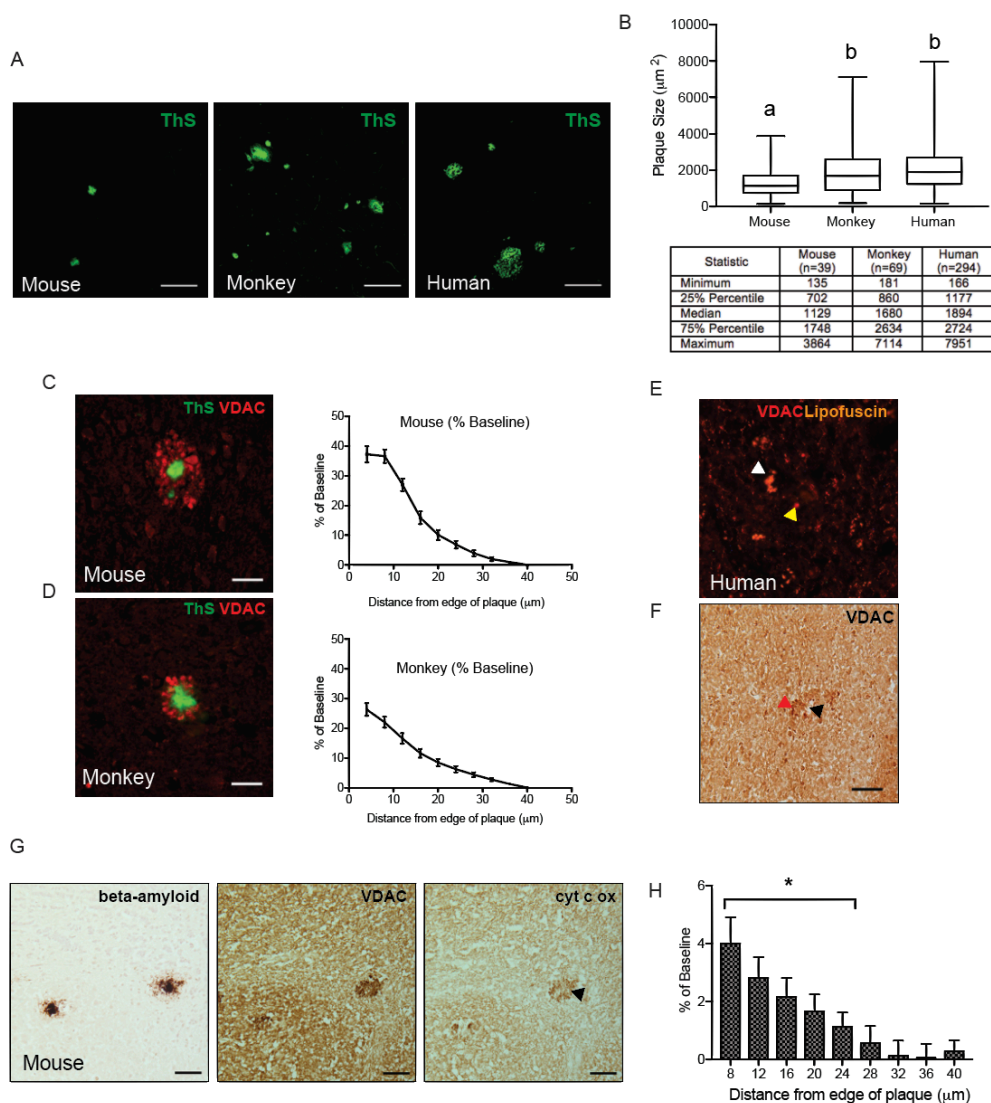 A
ThS
Mouse
ThS
Monkey
ThS
Human
B
Plaque Size (μm 2)
10000
8000
6000
4000
2000
0
a
b
b
Mouse Monkey Human
Statistic Mouse (n=39) Monkey (n=69) Human (n=294)
Minimum 135 181 166
25% Percentile 702 860 1177
Median 1129 1680 1894
75% Percentile 1748 2634 2724
Maximum 3864 7114 7951
C
ThS VDAC
Mouse
Mouse (% Baseline)
% of Baseline
50
40
30
20
10
0
0 10 20 30 40 50
Distance from edge of plaque (μm)
D
ThS VDAC
Monkey
Monkey (% Baseline)
% of Baseline
50
40
30
20
10
0
0 10 20 30 40 50
Distance from edge of plaque (μm)
E
VDACLipofuscin
Human
F
VDAC
G
beta-amyloid
Mouse
VDAC
cyt c ox
H
% of Baseline
6
4
2
0
*
8 12 16 20 24 28 32 36 40
Distance from edge of plaque (μm)